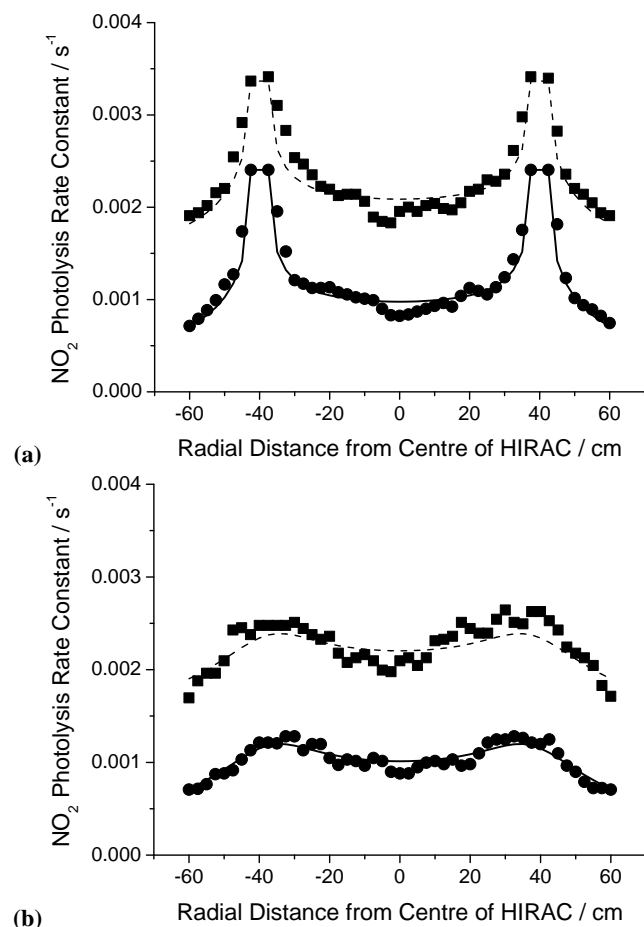 0.004
0.003
0.002
0.001
0.000
NO₂ Photolysis Rate Constant / s⁻¹
-60 -40 -20 0 20 40 60
(a) Radial Distance from Centre of HIRAC / cm
0.004
0.003
0.002
0.001
0.000
NO₂ Photolysis Rate Constant / s⁻¹
-60 -40 -20 0 20 40 60
(b) Radial Distance from Centre of HIRAC / cm